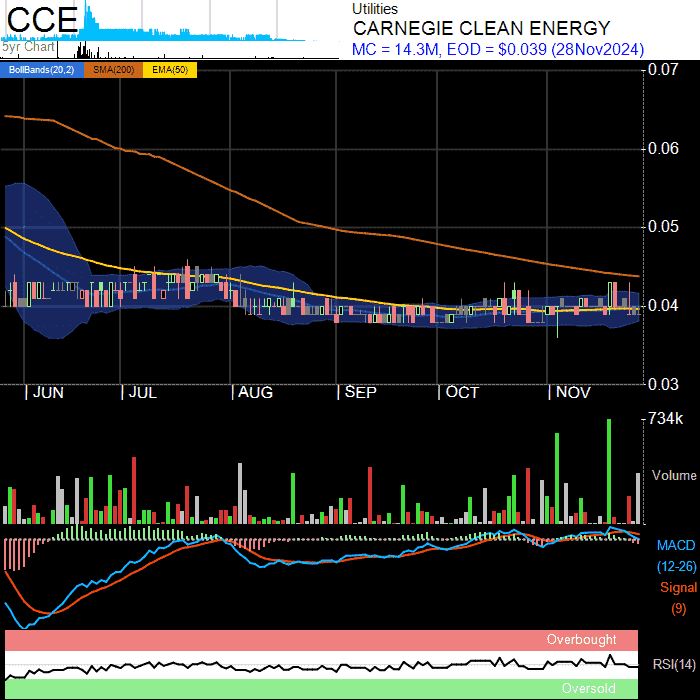 CCE
5yr Chart
Utilities
CARNEGIE CLEAN ENERGY
MC = 14.3M, EOD = $0.039 (28Nov2024)
BollBands(20,2) SMA(200) EMA(50)
0.07
0.06
0.05
0.04
0.03
JUN JUL AUG SEP OCT NOV
734k
Volume
MACD
(12-26)
Signal
(9)
Overbought
RSI(14)
Oversold